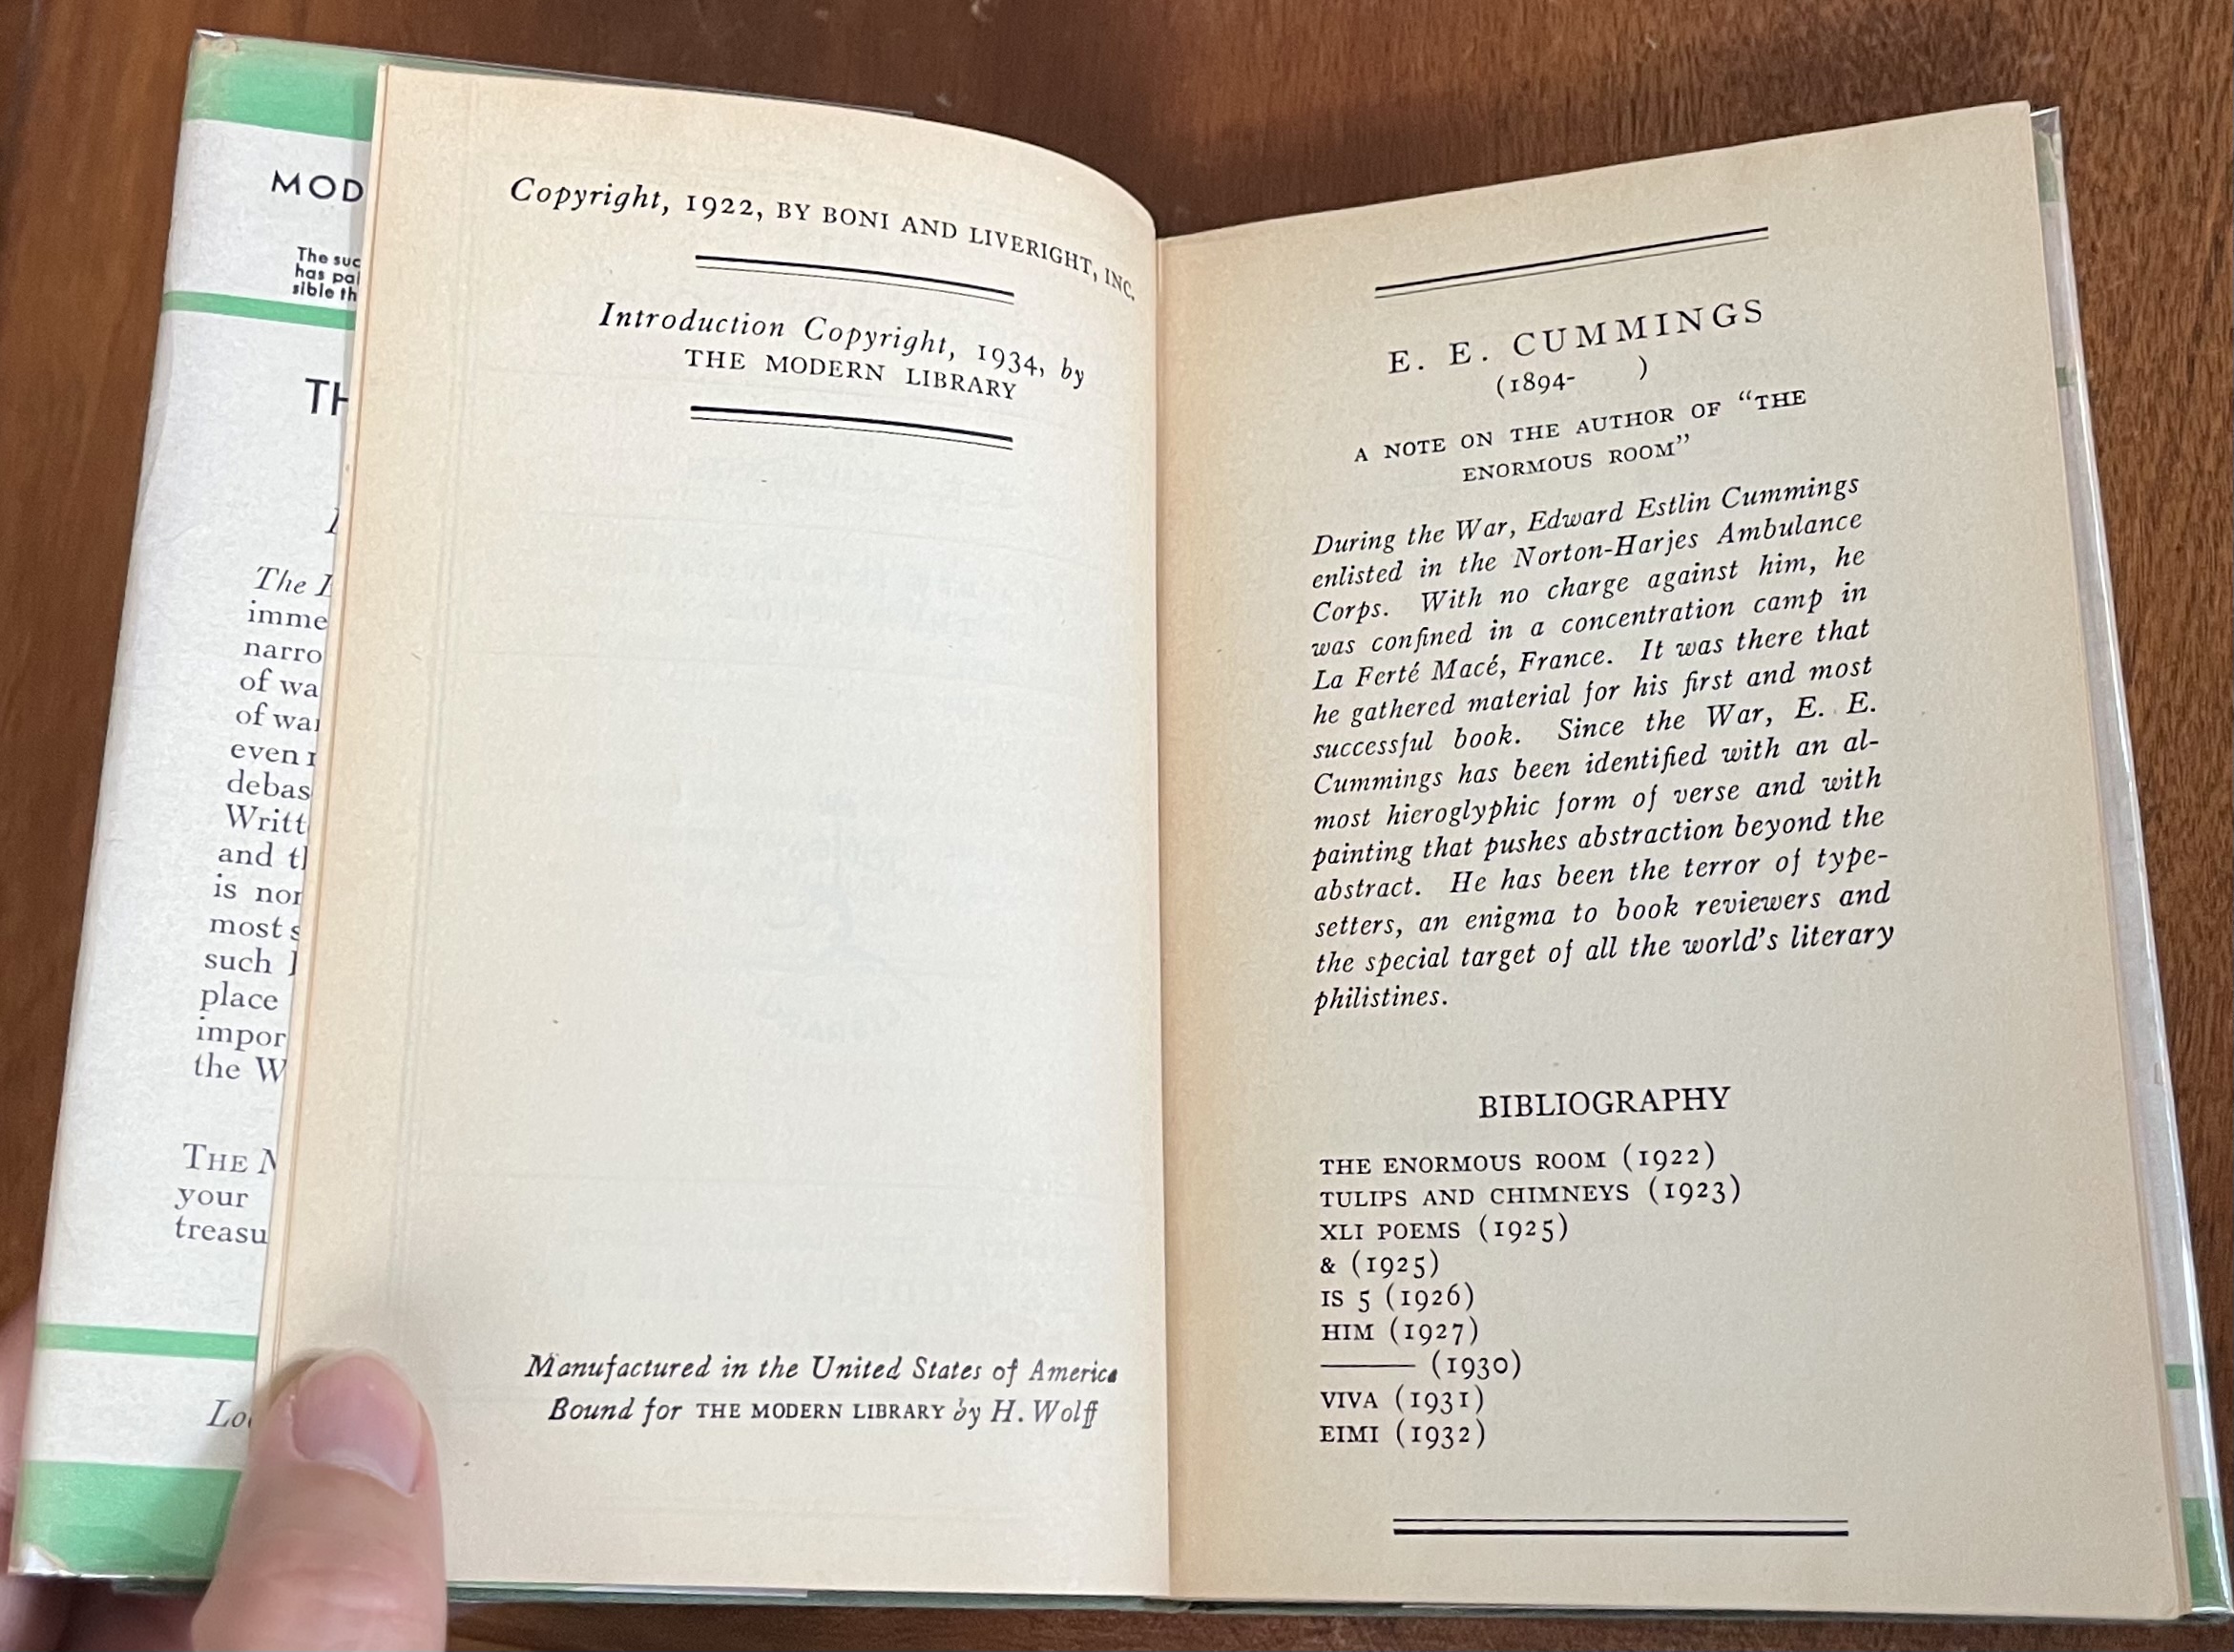 MOD
The suc
has pa
sible th
TH
The
imme
narro
of wa
of wa
even
debas
Writt
and t
is nor
most s
such
place
impor
the W
THE
your
treasu
Copyright, 1922, BY BONI AND LIVERIGHT, INC.
Introduction Copyright, 1934, by
THE MODERN LIBRARY
Manufactured in the United States of America
Bound for THE MODERN LIBRARY by H. Wolff
E. E. CUMMINGS
(1894- )
A NOTE ON THE AUTHOR OF "THE
ENORMOUS ROOM"
During the War, Edward Estlin Cummings
enlisted in the Norton-Harjes Ambulance
Corps. With no charge against him, he
was confined in a concentration camp in
La Ferté Macé, France. It was there that
he gathered material for his first and most
successful book. Since the War, E. E.
Cummings has been identified with an al-
most hieroglyphic form of verse and with
painting that pushes abstraction beyond the
abstract. He has been the terror of type-
setters, an enigma to book reviewers and
the special target of all the world's literary
philistines.
BIBLIOGRAPHY
THE ENORMOUS ROOM (1922)
TULIPS AND CHIMNEYS (1923)
XLI POEMS (1925)
& (1925)
IS 5 (1926)
HIM (1927)
——— (1930)
VIVA (1931)
EIMI (1932)